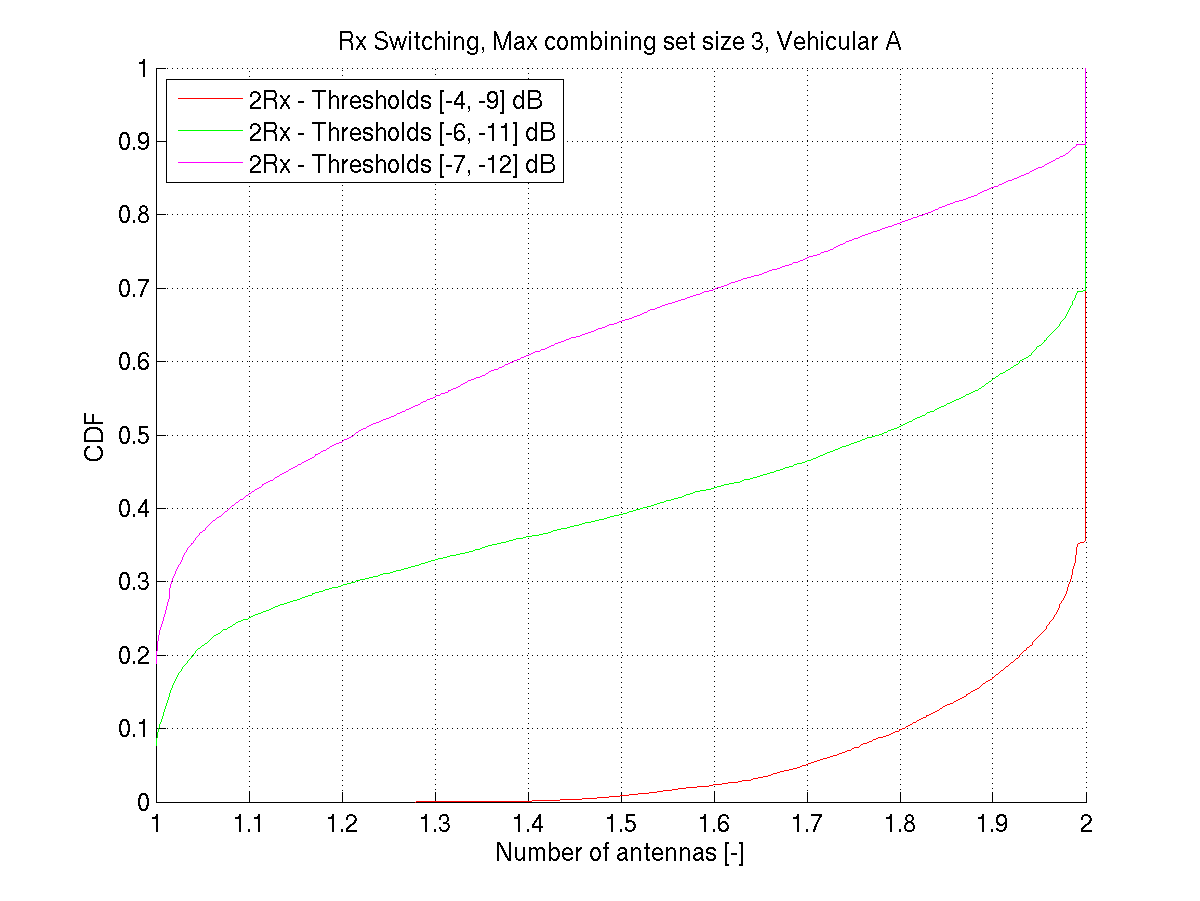 Rx Switching, Max combining set size 3, Vehicular A
1
2Rx - Thresholds [-4, -9] dB
2Rx - Thresholds [-6, -11] dB
2Rx - Thresholds [-7, -12] dB
0.9
0.8
0.7
0.6
0.5
CDF
0.4
0.3
0.2
0.1
0
1 1.1 1.2 1.3 1.4 1.5 1.6 1.7 1.8 1.9 2
Number of antennas [-]